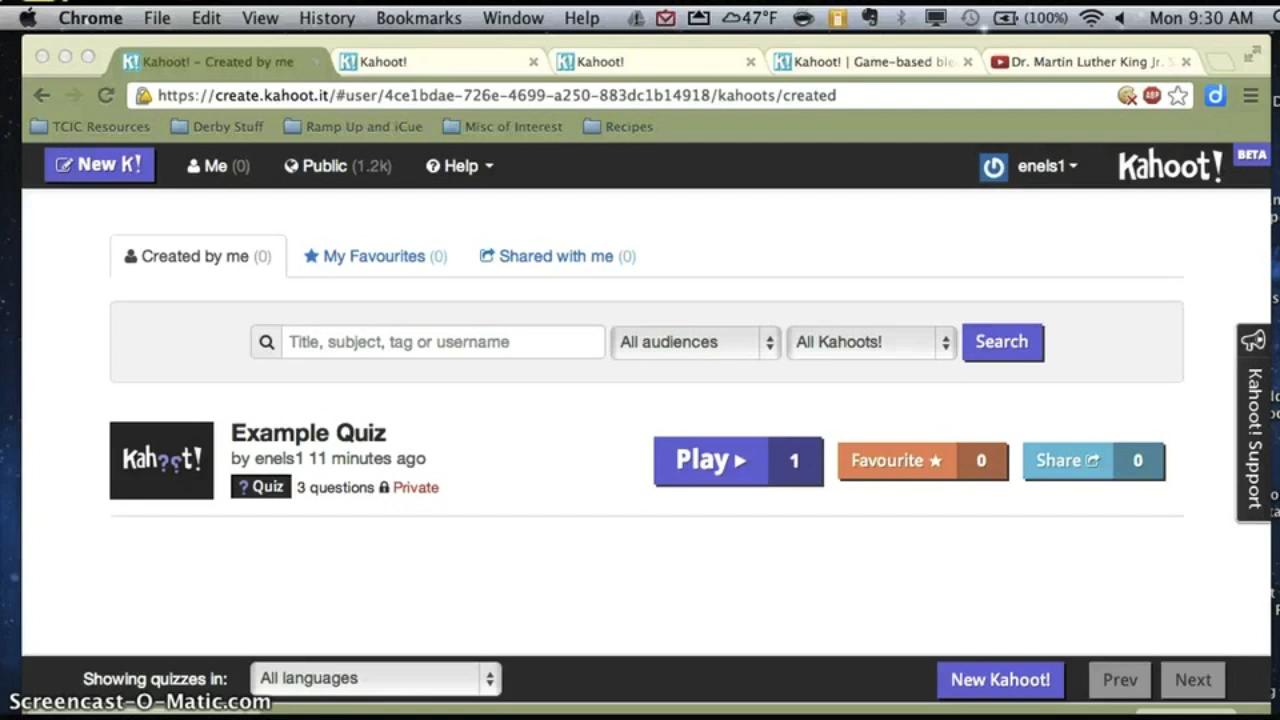 Chrome File Edit View History Bookmarks Window Help 47°F (100%) Mon 9:30 AM
Kahoot! - Created by me Kahoot! Kahoot! Kahoot! | Game-based ble Dr. Martin Luther King Jr.
https://create.kahoot.it/#user/4ce1bdae-726e-4699-a250-883dc1b14918/kahoots/created ABP d
TCIC Resources Derby Stuff Ramp Up and iCue Misc of Interest Recipes
New K! Me (0) Public (1.2k) Help enels1 Kahoot! BETA
Created by me (0) My Favourites (0) Shared with me (0)
Title, subject, tag or username All audiences All Kahoots! Search
Kahoot! Support
Kah??t!
Example Quiz
by enels1 11 minutes ago
? Quiz 3 questions Private
Play 1 Favourite 0 Share 0
Showing quizzes in: All languages New Kahoot! Prev Next
Screencast-O-Matic.com